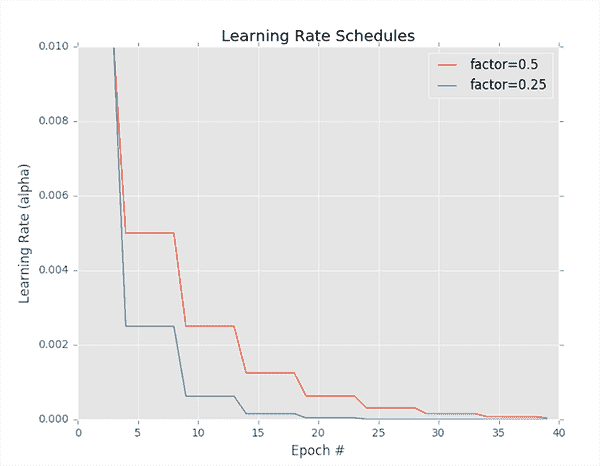 Learning Rate Schedules
factor=0.5
factor=0.25
0.010
0.008
0.006
0.004
0.002
0.000
Learning Rate (alpha)
0 5 10 15 20 25 30 35 40
Epoch #